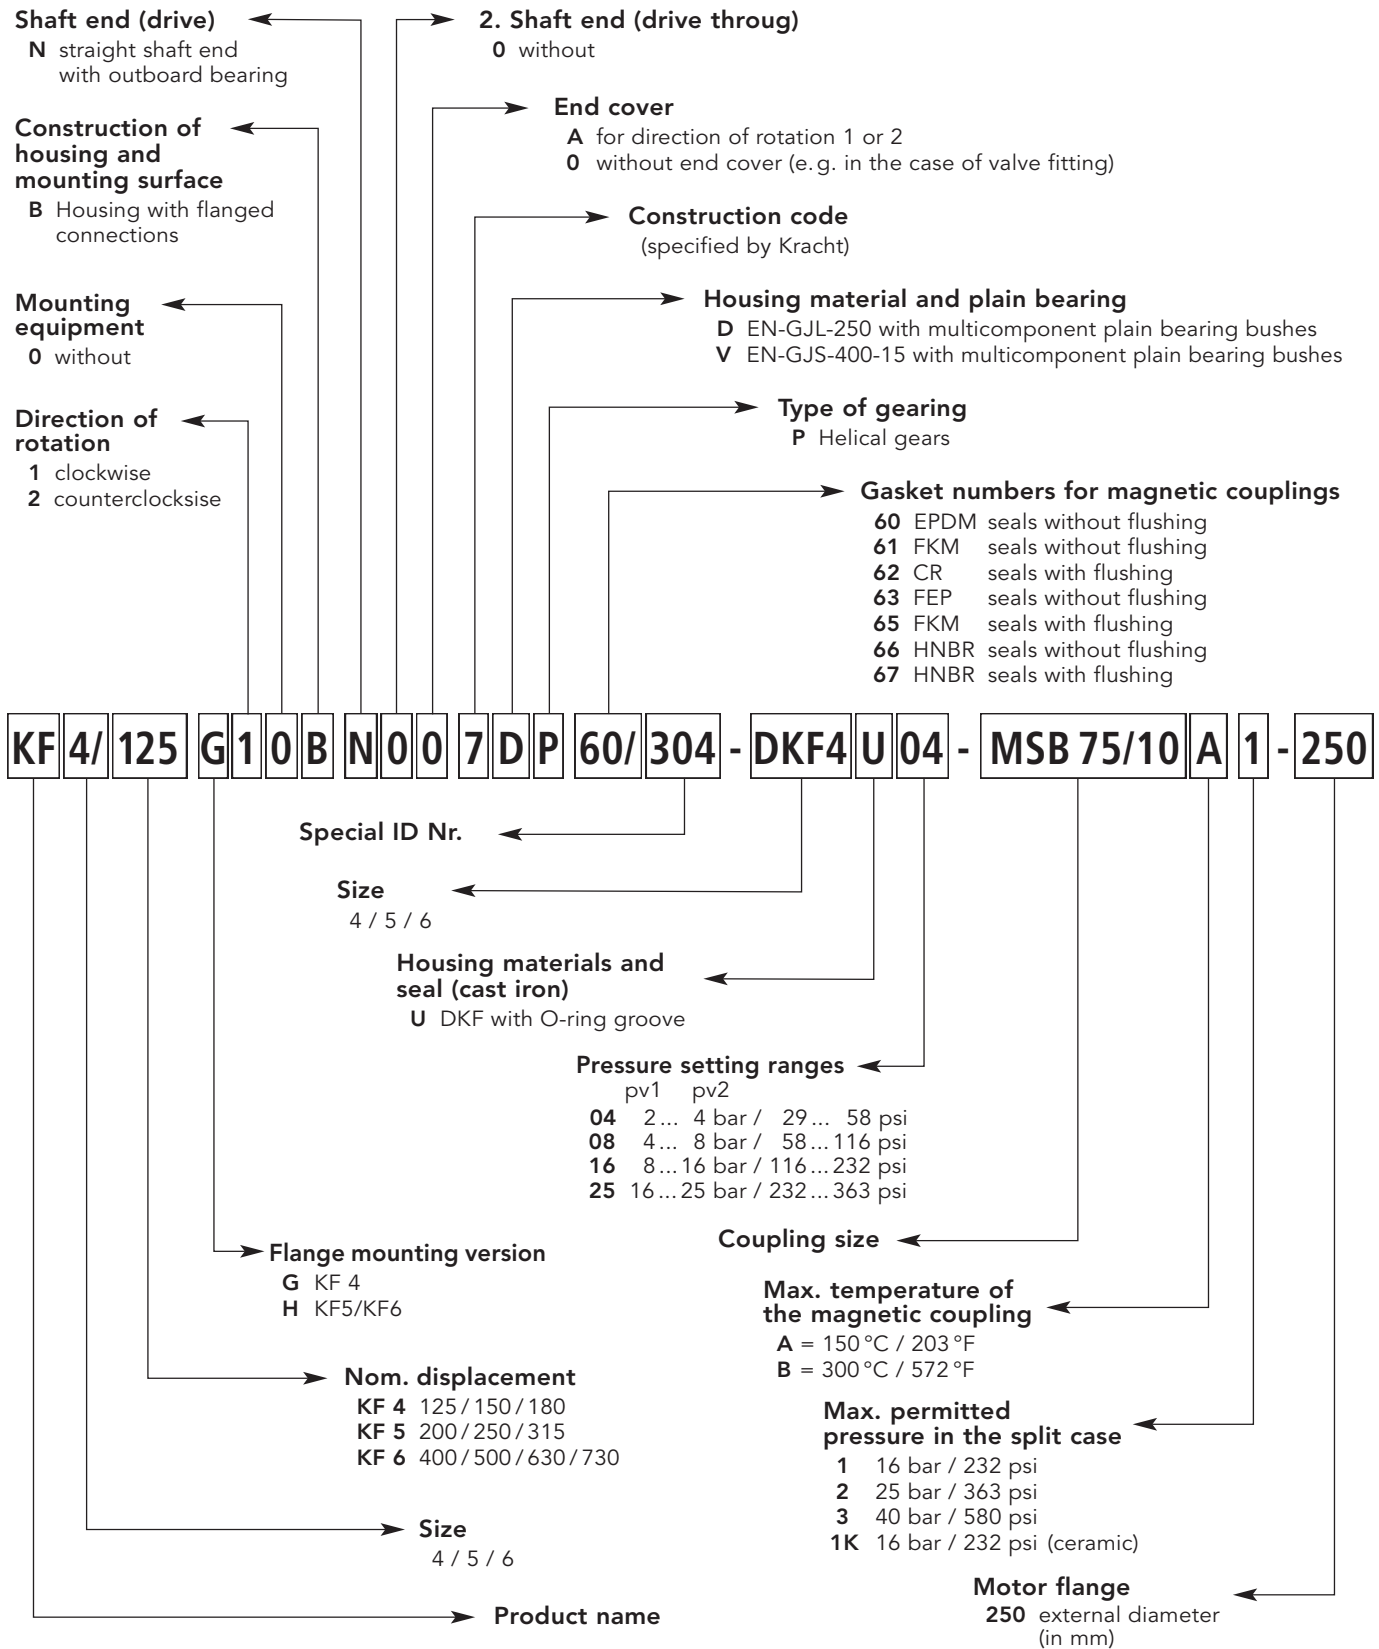 Shaft end (drive)
N straight shaft end
with outboard bearing
2. Shaft end (drive throug)
0 without
End cover
A for direction of rotation 1 or 2
0 without end cover (e. g. in the case of valve fitting)
Construction of
housing and
mounting surface
B Housing with flanged
connections
Construction code
(specified by Kracht)
Mounting
equipment
0 without
Housing material and plain bearing
D EN-GJL-250 with multicomponent plain bearing bushes
V EN-GJS-400-15 with multicomponent plain bearing bushes
Direction of
rotation
1 clockwise
2 counterclocksise
Type of gearing
P Helical gears
Gasket numbers for magnetic couplings
60 EPDM seals without flushing
61 FKM seals without flushing
62 CR seals with flushing
63 FEP seals without flushing
65 FKM seals with flushing
66 HNBR seals without flushing
67 HNBR seals with flushing
KF 4/ 125 G 1 0 B N 0 0 7 D P 60/ 304 - DKF4 U 04 - MSB 75/10 A 1 - 250
Special ID Nr.
Size
4 / 5 / 6
Housing materials and
seal (cast iron)
U DKF with O-ring groove
Pressure setting ranges
pv1 pv2
04 2 ... 4 bar / 29 ... 58 psi
08 4 ... 8 bar / 58 ... 116 psi
16 8 ... 16 bar / 116 ... 232 psi
25 16 ... 25 bar / 232 ... 363 psi
Coupling size
Flange mounting version
G KF 4
H KF5/KF6
Max. temperature of
the magnetic coupling
A = 150 °C / 203 °F
B = 300 °C / 572 °F
Nom. displacement
KF 4 125 / 150 / 180
KF 5 200 / 250 / 315
KF 6 400 / 500 / 630 / 730
Max. permitted
pressure in the split case
1 16 bar / 232 psi
2 25 bar / 363 psi
3 40 bar / 580 psi
1K 16 bar / 232 psi (ceramic)
Size
4 / 5 / 6
Motor flange
250 external diameter
(in mm)
Product name